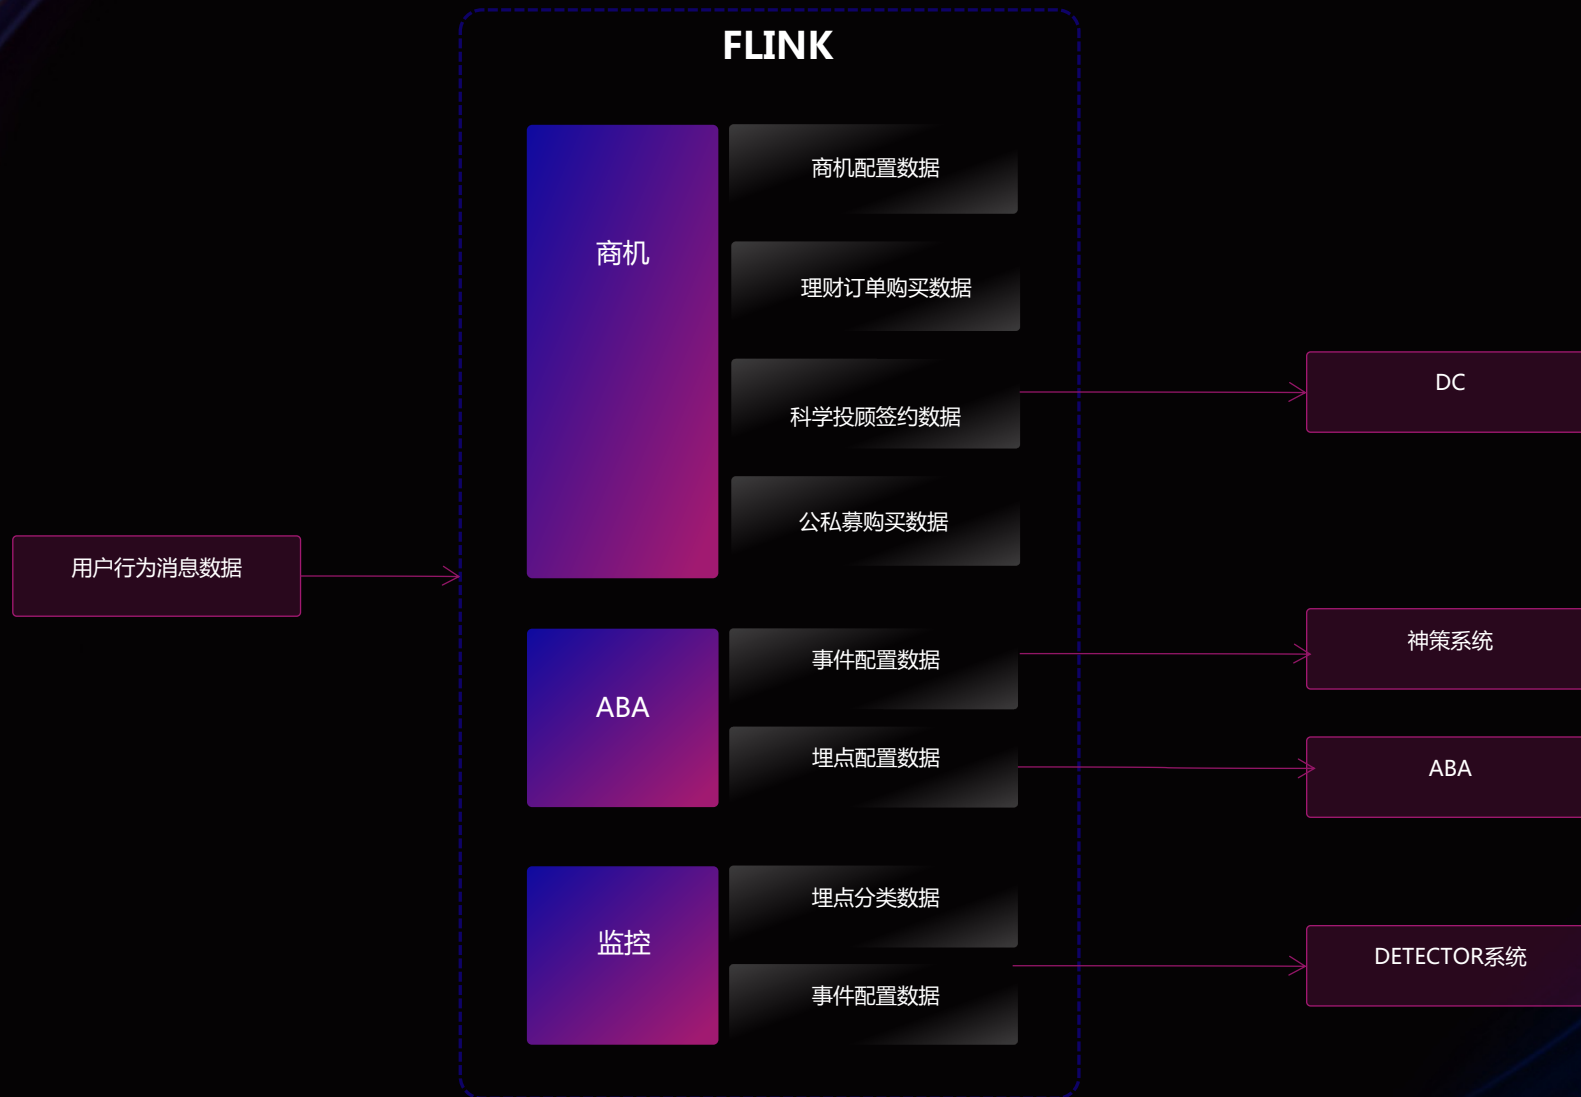 FLINK
商机
商机配置数据
理财订单购买数据
科学投顾签约数据
公私募购买数据
DC
用户行为消息数据
ABA
事件配置数据
埋点配置数据
神策系统
ABA
监控
埋点分类数据
事件配置数据
DETECTOR系统